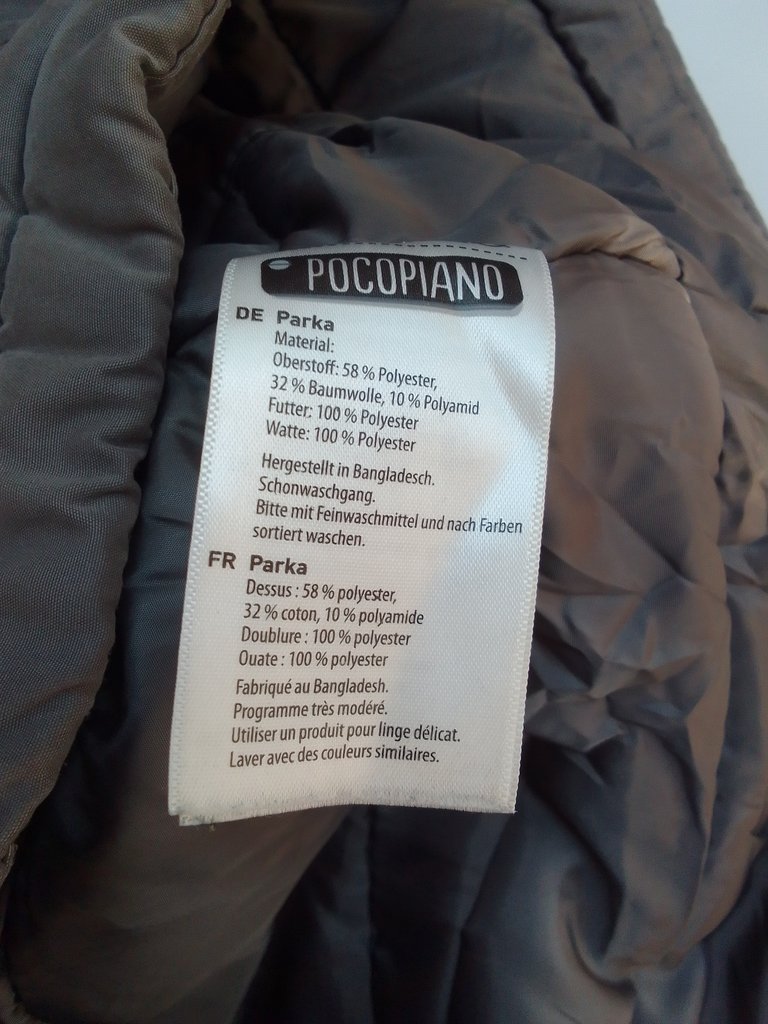 POCOPIANO
DE Parka
Material:
Oberstoff: 58 % Polyester,
32 % Baumwolle, 10 % Polyamid
Futter: 100 % Polyester
Watte: 100 % Polyester
Hergestellt in Bangladesch.
Schonwaschgang.
Bitte mit Feinwaschmittel und nach Farben
sortiert waschen.
FR Parka
Dessus : 58 % polyester,
32 % coton, 10 % polyamide
Doublure : 100 % polyester
Ouate : 100 % polyester
Fabriqué au Bangladesh.
Programme très modéré.
Utiliser un produit pour linge délicat.
Laver avec des couleurs similaires.